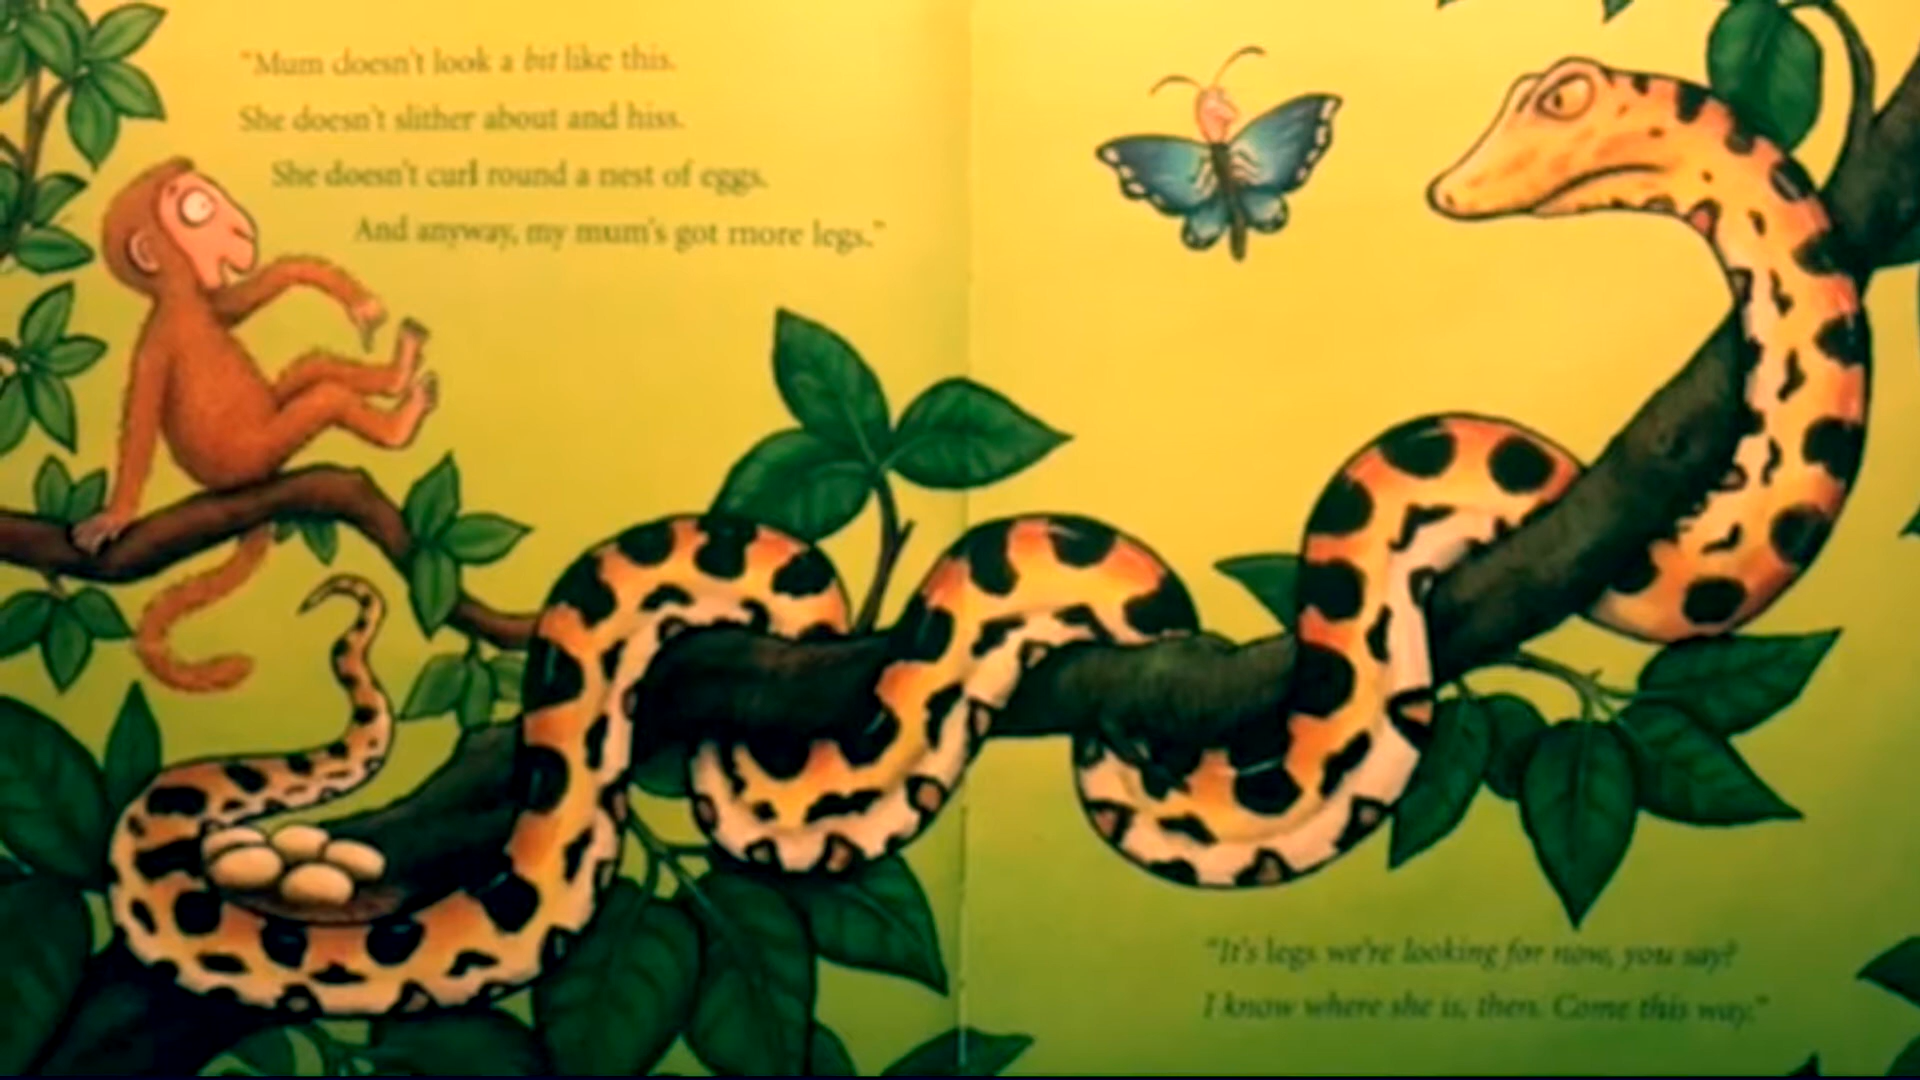 "Mum doesn't look a bit like this.
She doesn't slither about and hiss.
She doesn't curl round a nest of eggs.
And anyway, my mum's got more legs."
"It's legs we're looking for now, you say?
I know where she is, then. Come this way."